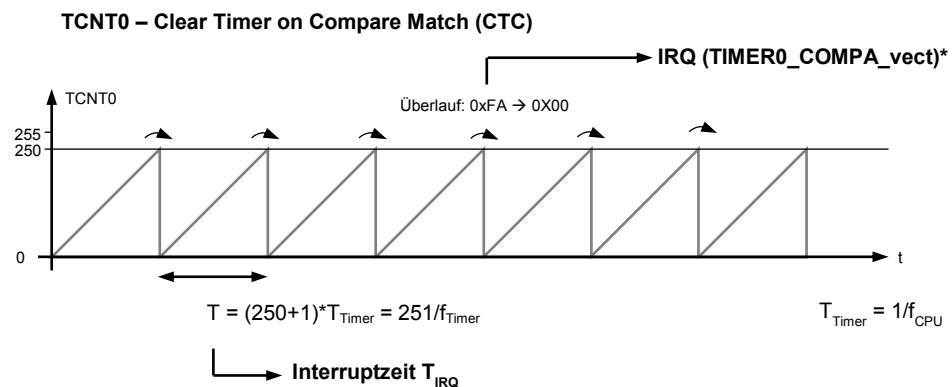 TCNT0 – Clear Timer on Compare Match (CTC)
IRQ (TIMER0_COMPA_vect)*
TCNT0
Überlauf: 0xFA → 0X00
255
250
0
t
T = (250+1)*T_Timer = 251/f_Timer
T_Timer = 1/f_CPU
Interruptzeit T_IRQ